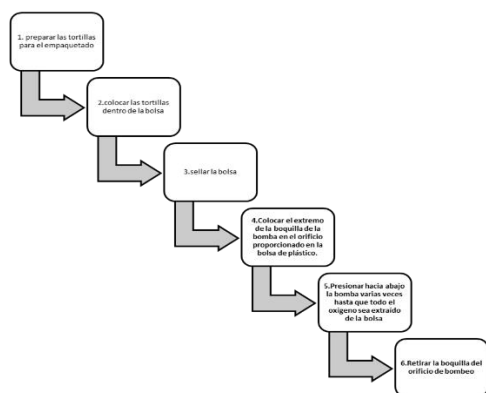 1. preparar las tortillas
para el empaquetado
2.colocar las tortillas
dentro de la bolsa
3.sellar la bolsa
4.Colocar el extremo
de la boquilla de la
bomba en el orificio
proporcionado en la
bolsa de plástico.
5.Presionar hacia abajo
la bomba varias veces
hasta que todo el
oxigeno sea extraído
de la bolsa
6.Retirar la boquilla del
orificio de bombeo